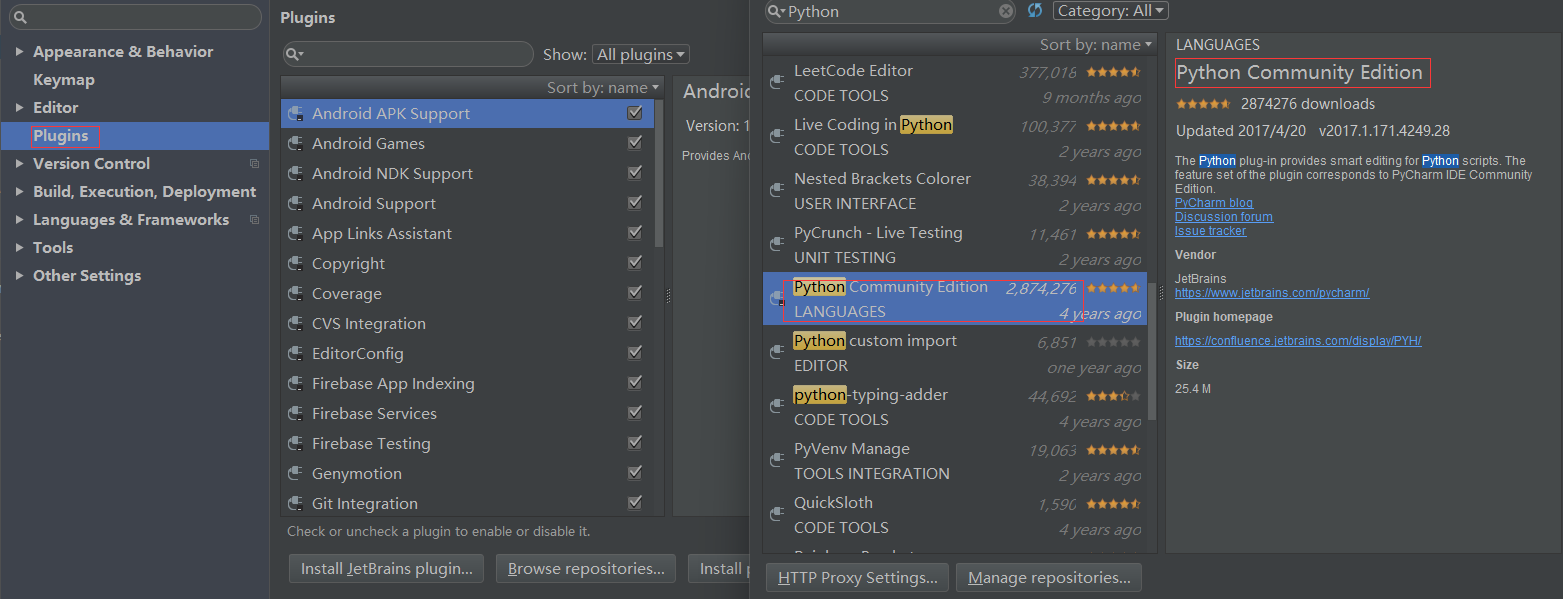 Appearance & Behavior
Keymap
Editor
Plugins
Version Control
Build, Execution, Deployment
Languages & Frameworks
Tools
Other Settings
Plugins
Show: All plugins
Sort by: name
Android APK Support
Android Games
Android NDK Support
Android Support
App Links Assistant
Copyright
Coverage
CVS Integration
EditorConfig
Firebase App Indexing
Firebase Services
Firebase Testing
Genymotion
Git Integration
Check or uncheck a plugin to enable or disable it.
Install JetBrains plugin... Browse repositories... Install
Android
Version: 1
Provides
Python Category: All
Sort by: name
LeetCode Editor 377,018
CODE TOOLS 9 months ago
Live Coding in Python 100,377
CODE TOOLS 2 years ago
Nested Brackets Colorer 38,394
USER INTERFACE 2 years ago
PyCrunch - Live Testing 11,461
UNIT TESTING 2 years ago
Python Community Edition 2,874,276
LANGUAGES 4 years ago
Python custom import 6,851
EDITOR one year ago
python-typing-adder 44,692
CODE TOOLS 4 years ago
PyVenv Manage 19,063
TOOLS INTEGRATION 2 years ago
QuickSloth 1,590
CODE TOOLS 4 years ago
HTTP Proxy Settings... Manage repositories...
LANGUAGES
Python Community Edition
2874276 downloads
Updated 2017/4/20 v2017.1.171.4249.28
The Python plug-in provides smart editing for Python scripts. The
feature set of the plugin corresponds to PyCharm IDE Community
Edition.
PyCharm blog
Discussion forum
Issue tracker
Vendor
JetBrains
https://www.jetbrains.com/pycharm/
Plugin homepage
https://confluence.jetbrains.com/display/PYH/
Size
25.4 M